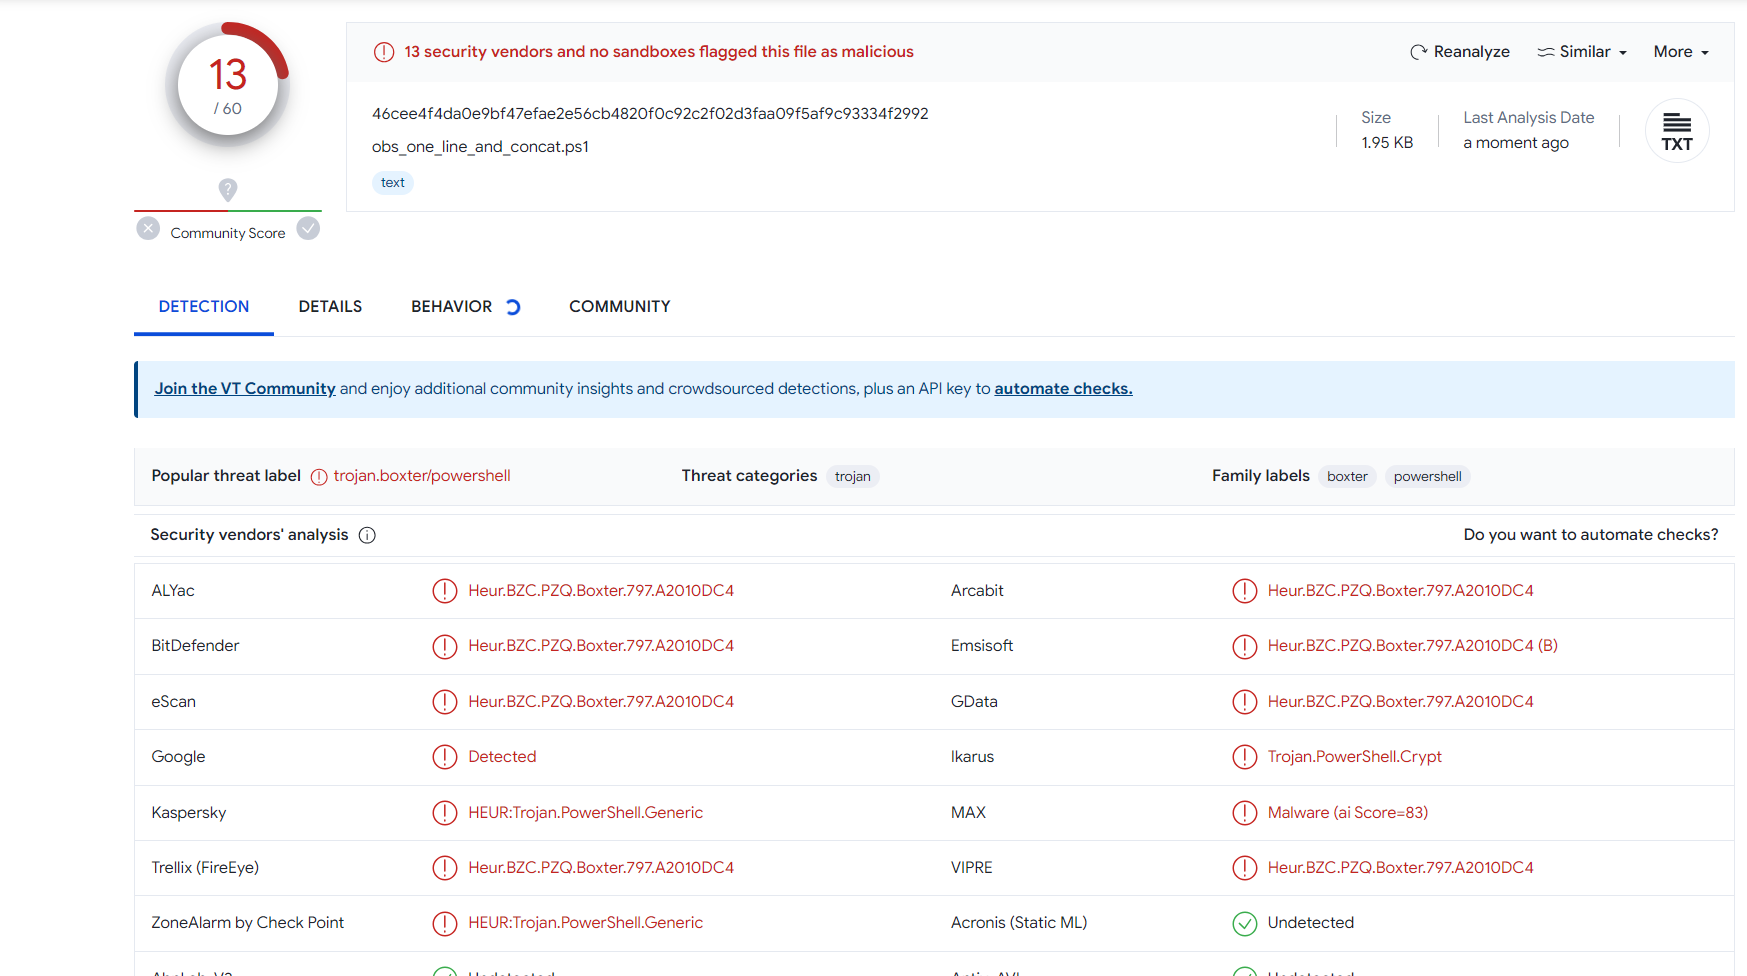 13
/ 60
Community Score
13 security vendors and no sandboxes flagged this file as malicious
Reanalyze
Similar
More
46cee4f4da0e9bf47efae2e56cb4820f0c92c2f02d3faa09f5af9c93334f2992
obs_one_line_and_concat.ps1
text
Size
1.95 KB
Last Analysis Date
a moment ago
TXT
DETECTION
DETAILS
BEHAVIOR
COMMUNITY
Join the VT Community and enjoy additional community insights and crowdsourced detections, plus an API key to automate checks.
Popular threat label trojan.boxter/powershell
Threat categories trojan
Family labels boxter powershell
Security vendors' analysis
Do you want to automate checks?
ALYac Heur.BZC.PZQ.Boxter.797.A2010DC4 Arcabit Heur.BZC.PZQ.Boxter.797.A2010DC4
BitDefender Heur.BZC.PZQ.Boxter.797.A2010DC4 Emsisoft Heur.BZC.PZQ.Boxter.797.A2010DC4 (B)
eScan Heur.BZC.PZQ.Boxter.797.A2010DC4 GData Heur.BZC.PZQ.Boxter.797.A2010DC4
Google Detected Ikarus Trojan.PowerShell.Crypt
Kaspersky HEUR:Trojan.PowerShell.Generic MAX Malware (ai Score=83)
Trellix (FireEye) Heur.BZC.PZQ.Boxter.797.A2010DC4 VIPRE Heur.BZC.PZQ.Boxter.797.A2010DC4
ZoneAlarm by Check Point HEUR:Trojan.PowerShell.Generic Acronis (Static ML) Undetected